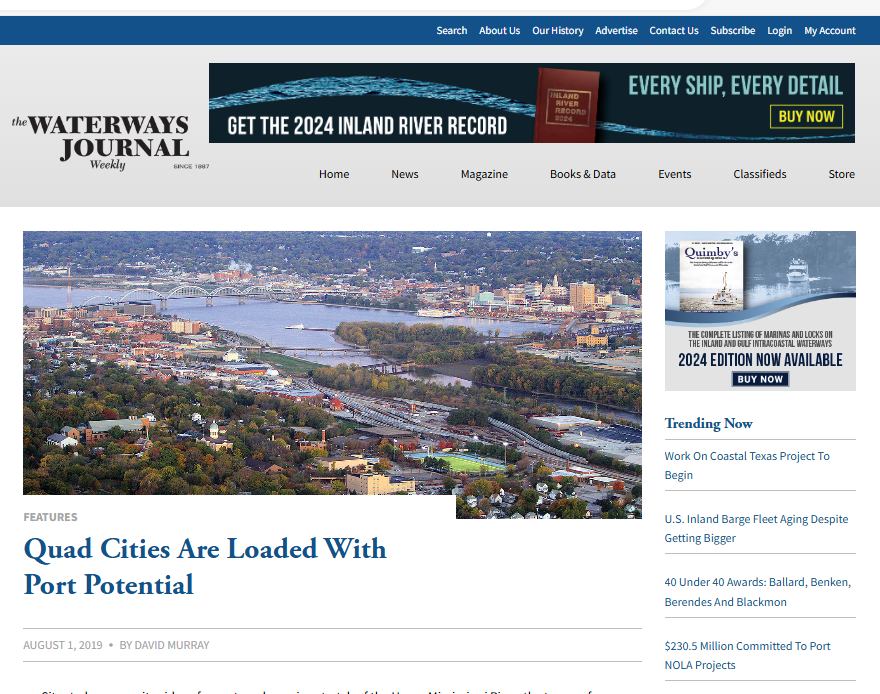 Search About Us Our History Advertise Contact Us Subscribe Login My Account
the WATERWAYS
JOURNAL
Weekly
SINCE 1887
GET THE 2024 INLAND RIVER RECORD
INLAND
RIVER
RECORD
2024
EVERY SHIP, EVERY DETAIL
BUY NOW
Home News Magazine Books & Data Events Classifieds Store
Quimby's
THE COMPLETE LISTING OF MARINAS AND LOCKS ON
THE INLAND AND GULF INTRACOASTAL WATERWAYS
2024 EDITION NOW AVAILABLE
BUY NOW
FEATURES
Quad Cities Are Loaded With
Port Potential
AUGUST 1, 2019 • BY DAVID MURRAY
Trending Now
Work On Coastal Texas Project To
Begin
U.S. Inland Barge Fleet Aging Despite
Getting Bigger
40 Under 40 Awards: Ballard, Benken,
Berendes And Blackmon
$230.5 Million Committed To Port
NOLA Projects